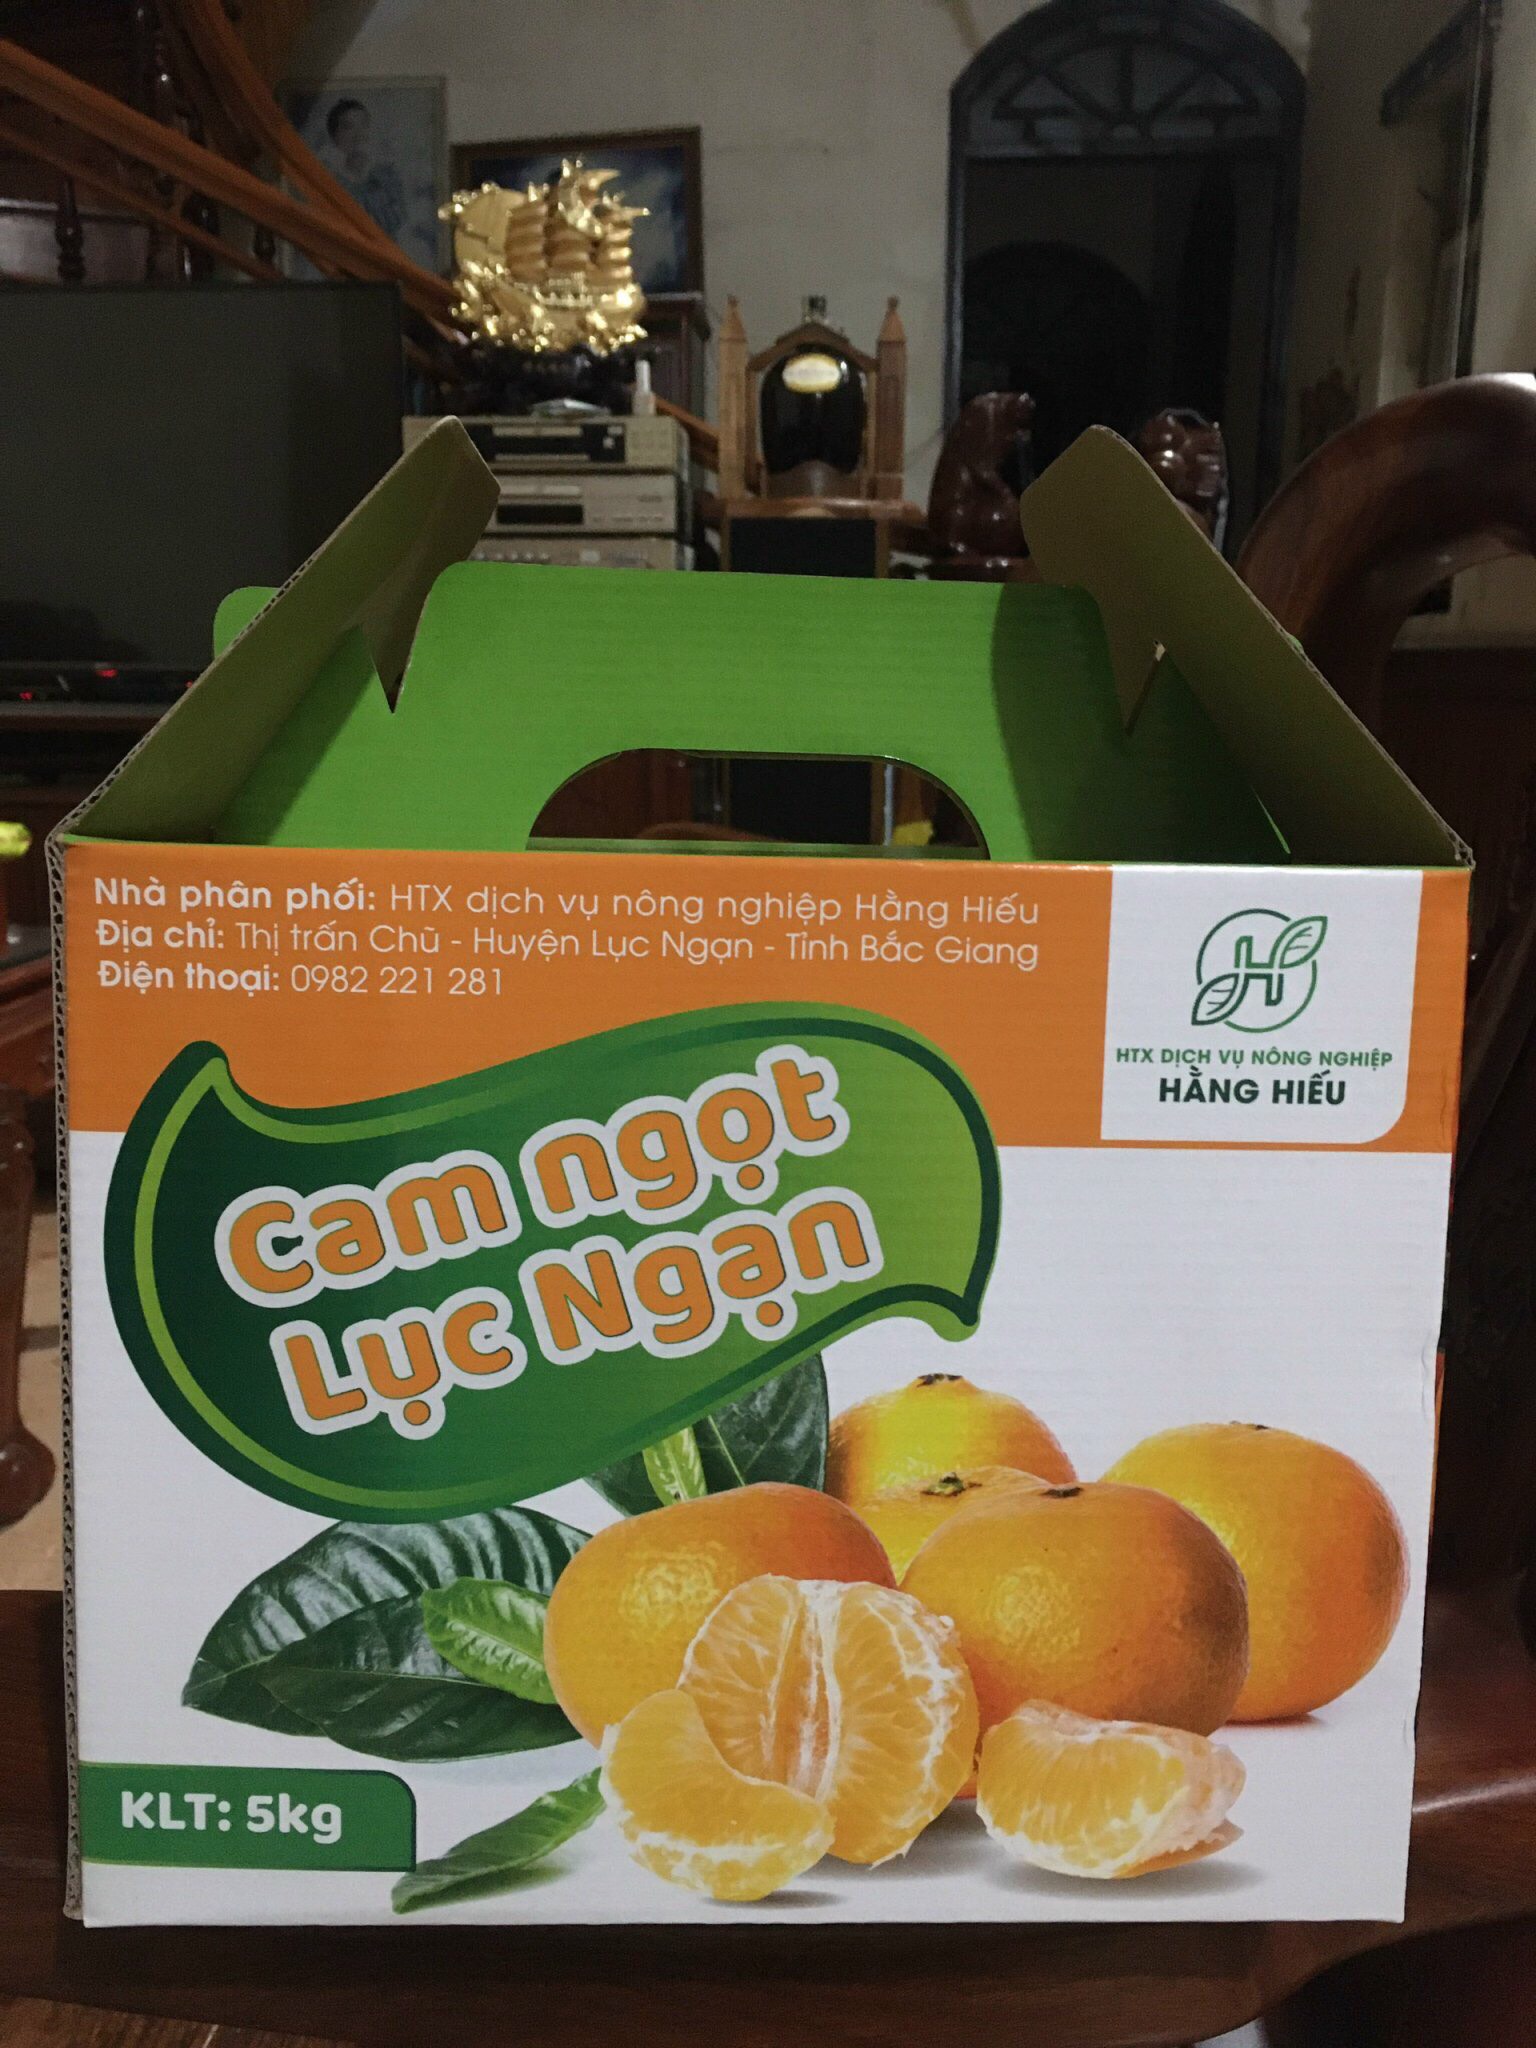 Nhà phân phối: HTX dịch vụ nông nghiệp Hằng Hiếu
Địa chỉ: Thị trấn Chũ - Huyện Lục Ngạn - Tỉnh Bắc Giang
Điện thoại: 0982 221 281
H
HTX DỊCH VỤ NÔNG NGHIỆP
HẰNG HIẾU
Cam ngọt
Lục Ngạn
KLT: 5kg